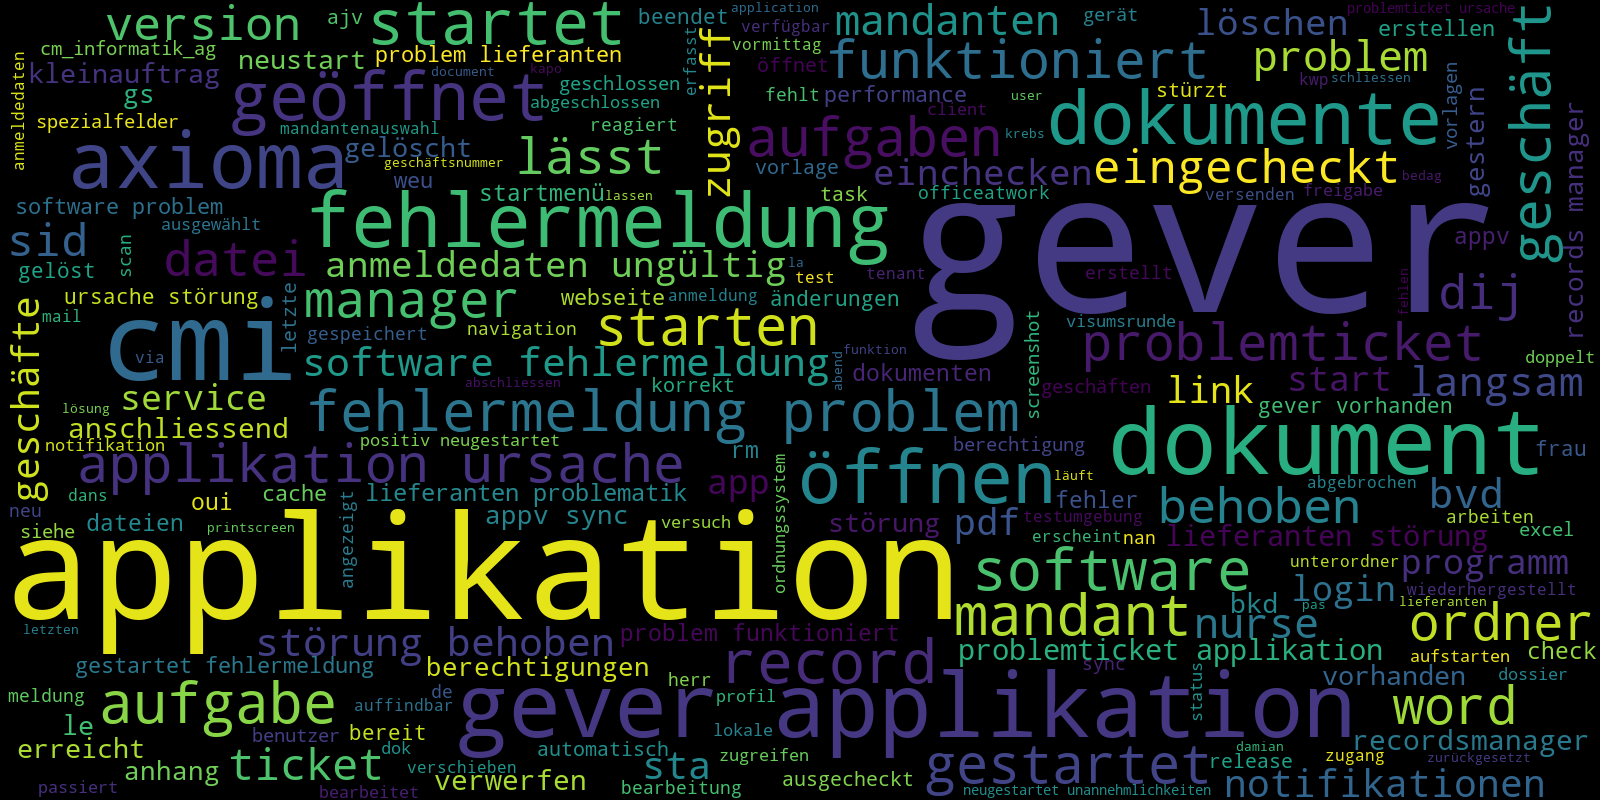 version
ajv
startet
beendet
application
verfügbar
mandanten
gerät
löschen
problemticket ursache
erstellen
cm_informatik_ag
neustart
problem lieferanten
vormittag
funktioniert
problem
geschäft
kleinauftrag
gs
document
kapo
geschlossen
erfasst
zugriff
öffnet
kwp
schliessen
anmeldedaten
geöffnet
abgeschlossen
fehlt
performance
user
stürzt
dokumente
vorlagen
gestern
records manager
spezialfelder
mandantenauswahl
reagiert
client
aufgaben
krebs
axioma
gelöscht
geschäftsnummer
lässt
vorlage
einchecken
eingecheckt
bedag
weu
startmenü
lassen
task
officeatwork
versenden
freigabe
software problem
ausgewählt
fehlermeldung
gever
appv
sid
scan
datei
gelöst
anmeldedaten ungültig
la
test
tenant
erstellt
fehlen
dij
ursache störung
letzte
manager
webseite
anmeldung
änderungen
mail
cmi
gespeichert
navigation
starten
screenshot
visumsrunde
problemticket
geschäfte
via
software fehlermeldung
abend
funktion
doppelt
abschliessen
korrekt
dokumenten
geschäften
link
start
langsam
lösung
service
anschliessend
fehlermeldung problem
gever vorhanden
notifikation
positiv neugestartet
berechtigung
dokument
frau
applikation ursache
rm
öffnen
läuft
abgebrochen
dans
cache
lieferanten problematik
app
fehler
behoben
bvd
neu
oui
siehe
dateien
printscreen
angezeigt
appv sync
versuch
ordnungssystem
störung
pdf
testumgebung
arbeiten
erscheint
nan
lieferanten störung
excel
applikation
software
unterordner
programm
login
wiederhergestellt
letzten
mandant
bkd
pas
lieferanten
nurse
ordner
störung behoben
problem funktioniert
problemticket applikation
aufstarten
check
gestartet fehlermeldung
berechtigungen
record
sync
vorhanden
dossier
meldung
aufgabe
auffindbar
de
herr
profil
gever applikation
status
word
le
benutzer
bereit
lokale
recordsmanager
erreicht
dok
automatisch
zugreifen
damian
zugang
zurückgesetzt
anhang
ticket
verschieben
verwerfen
sta
ausgecheckt
gestartet
release
notifikationen
passiert
bearbeitet
bearbeitung
neugestartet unannehmlichkeiten